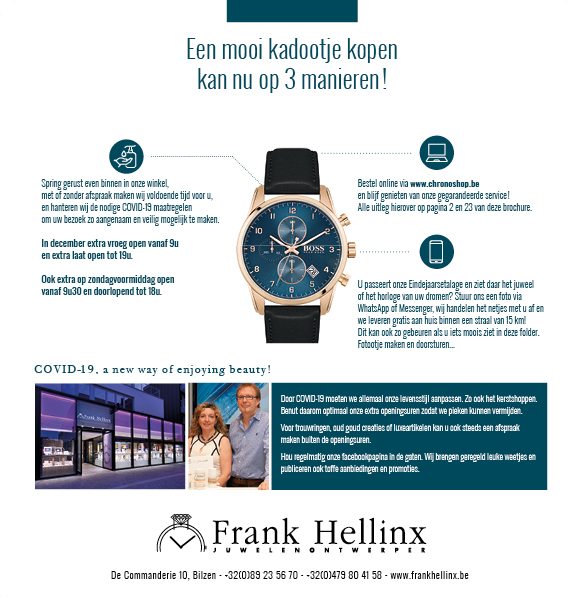 Een mooi kadootje kopen
kan nu op 3 manieren!
Spring gerust even binnen in onze winkel,
met of zonder afspraak maken wij voldoende tijd voor u,
en hanteren wij de nodige COVID-19 maatregelen
om uw bezoek zo aangenaam en veilig mogelijk te maken.
In december extra vroeg open vanaf 9u
en extra laat open tot 19u.
Ook extra op zondagvoormiddag open
vanaf 9u30 en doorlopend tot 18u.
BOSS
Bestel online via www.chronoshop.be
en blijf genieten van onze gegarandeerde service!
Alle uitleg hierover op pagina 2 en 23 van deze brochure.
U passeert onze Eindejaarsetalage en ziet daar het juweel
of het horloge van uw dromen? Stuur ons een foto via
WhatsApp of Messenger, wij handelen het netjes met u af en
we leveren gratis aan huis binnen een straal van 15 km!
Dit kan ook zo gebeuren als u iets moois ziet in deze folder.
Fotootje maken en doorsturen...
COVID-19, a new way of enjoying beauty!
Frank Hellinx
Door COVID-19 moeten we allemaal onze levensstijl aanpassen. Zo ook het kerstshoppen.
Benut daarom optimaal onze extra openingsuren zodat we pieken kunnen vermijden.
Voor trouwringen, oud goud creaties of luxeartikelen kan u ook steeds een afspraak
maken buiten de openingsuren.
Hou regelmatig onze facebookpagina in de gaten. Wij brengen geregeld leuke weetjes en
publiceren ook toffe aanbiedingen en promoties.
Frank Hellinx
JUWELENONTWERPER
De Commanderie 10, Bilzen - +32(0)89 23 56 70 - +32(0)479 80 41 58 - www.frankhellinx.be